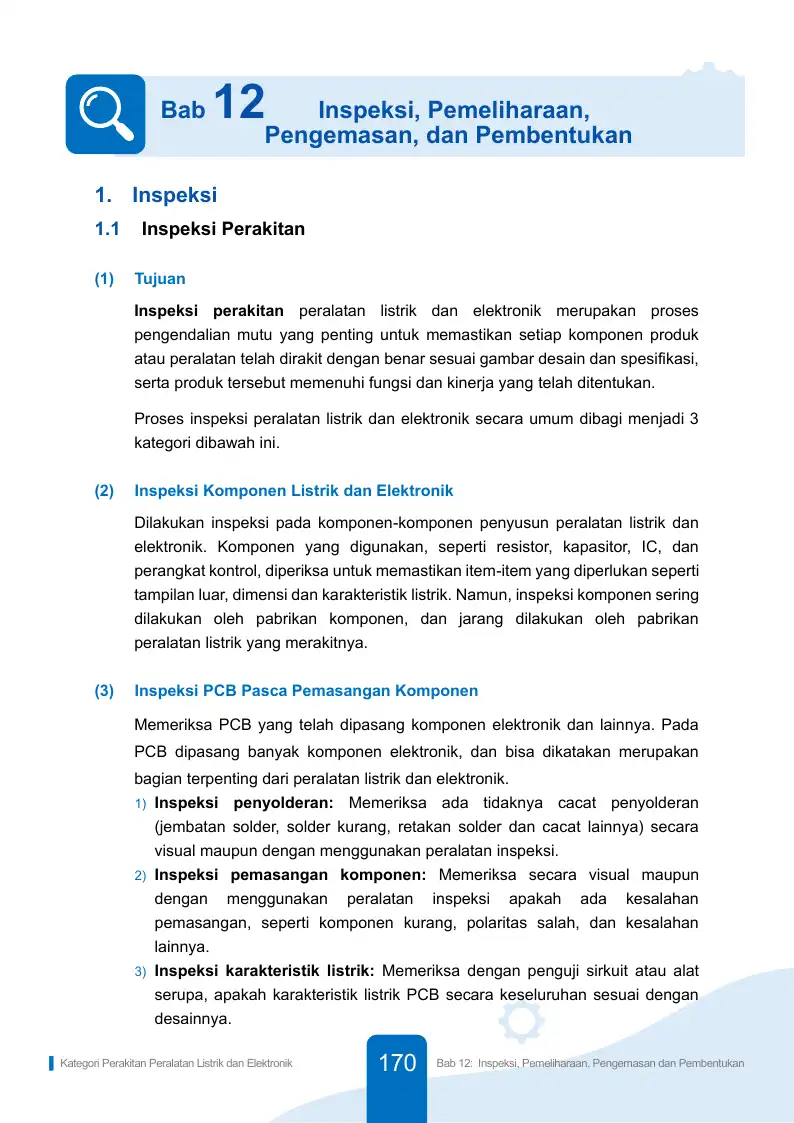 Bab 12 Inspeksi, Pemeliharaan,
Pengemasan, dan Pembentukan
1. Inspeksi
1.1 Inspeksi Perakitan
(1) Tujuan
Inspeksi perakitan peralatan listrik dan elektronik merupakan proses
pengendalian mutu yang penting untuk memastikan setiap komponen produk
atau peralatan telah dirakit dengan benar sesuai gambar desain dan spesifikasi,
serta produk tersebut memenuhi fungsi dan kinerja yang telah ditentukan.
Proses inspeksi peralatan listrik dan elektronik secara umum dibagi menjadi 3
kategori dibawah ini.
(2) Inspeksi Komponen Listrik dan Elektronik
Dilakukan inspeksi pada komponen-komponen penyusun peralatan listrik dan
elektronik. Komponen yang digunakan, seperti resistor, kapasitor, IC, dan
perangkat kontrol, diperiksa untuk memastikan item-item yang diperlukan seperti
tampilan luar, dimensi dan karakteristik listrik. Namun, inspeksi komponen sering
dilakukan oleh pabrikan komponen, dan jarang dilakukan oleh pabrikan
peralatan listrik yang merakitnya.
(3) Inspeksi PCB Pasca Pemasangan Komponen
Memeriksa PCB yang telah dipasang komponen elektronik dan lainnya. Pada
PCB dipasang banyak komponen elektronik, dan bisa dikatakan merupakan
bagian terpenting dari peralatan listrik dan elektronik.
1) Inspeksi penyolderan: Memeriksa ada tidaknya cacat penyolderan
(jembatan solder, solder kurang, retakan solder dan cacat lainnya) secara
visual maupun dengan menggunakan peralatan inspeksi.
2) Inspeksi pemasangan komponen: Memeriksa secara visual maupun
dengan menggunakan peralatan inspeksi apakah ada kesalahan
pemasangan, seperti komponen kurang, polaritas salah, dan kesalahan
lainnya.
3) Inspeksi karakteristik listrik: Memeriksa dengan penguji sirkuit atau alat
serupa, apakah karakteristik listrik PCB secara keseluruhan sesuai dengan
desainnya.
Kategori Perakitan Peralatan Listrik dan Elektronik 170 Bab 12: Inspeksi, Pemeliharaan, Pengemasan dan Pembentukan